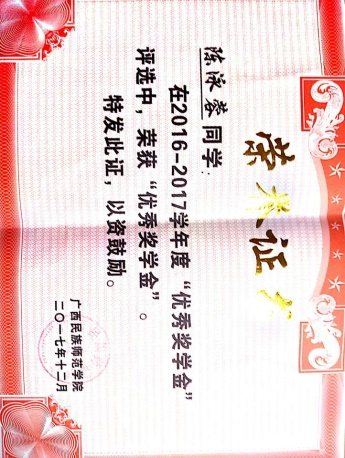 荣誉证书
陈泳蓉 同学：
在2016-2017学年度“优秀奖学金”
评选中，荣获“优秀奖学金”。
特发此证，以资鼓励。
广西民族师范学院
二〇一七年十二月